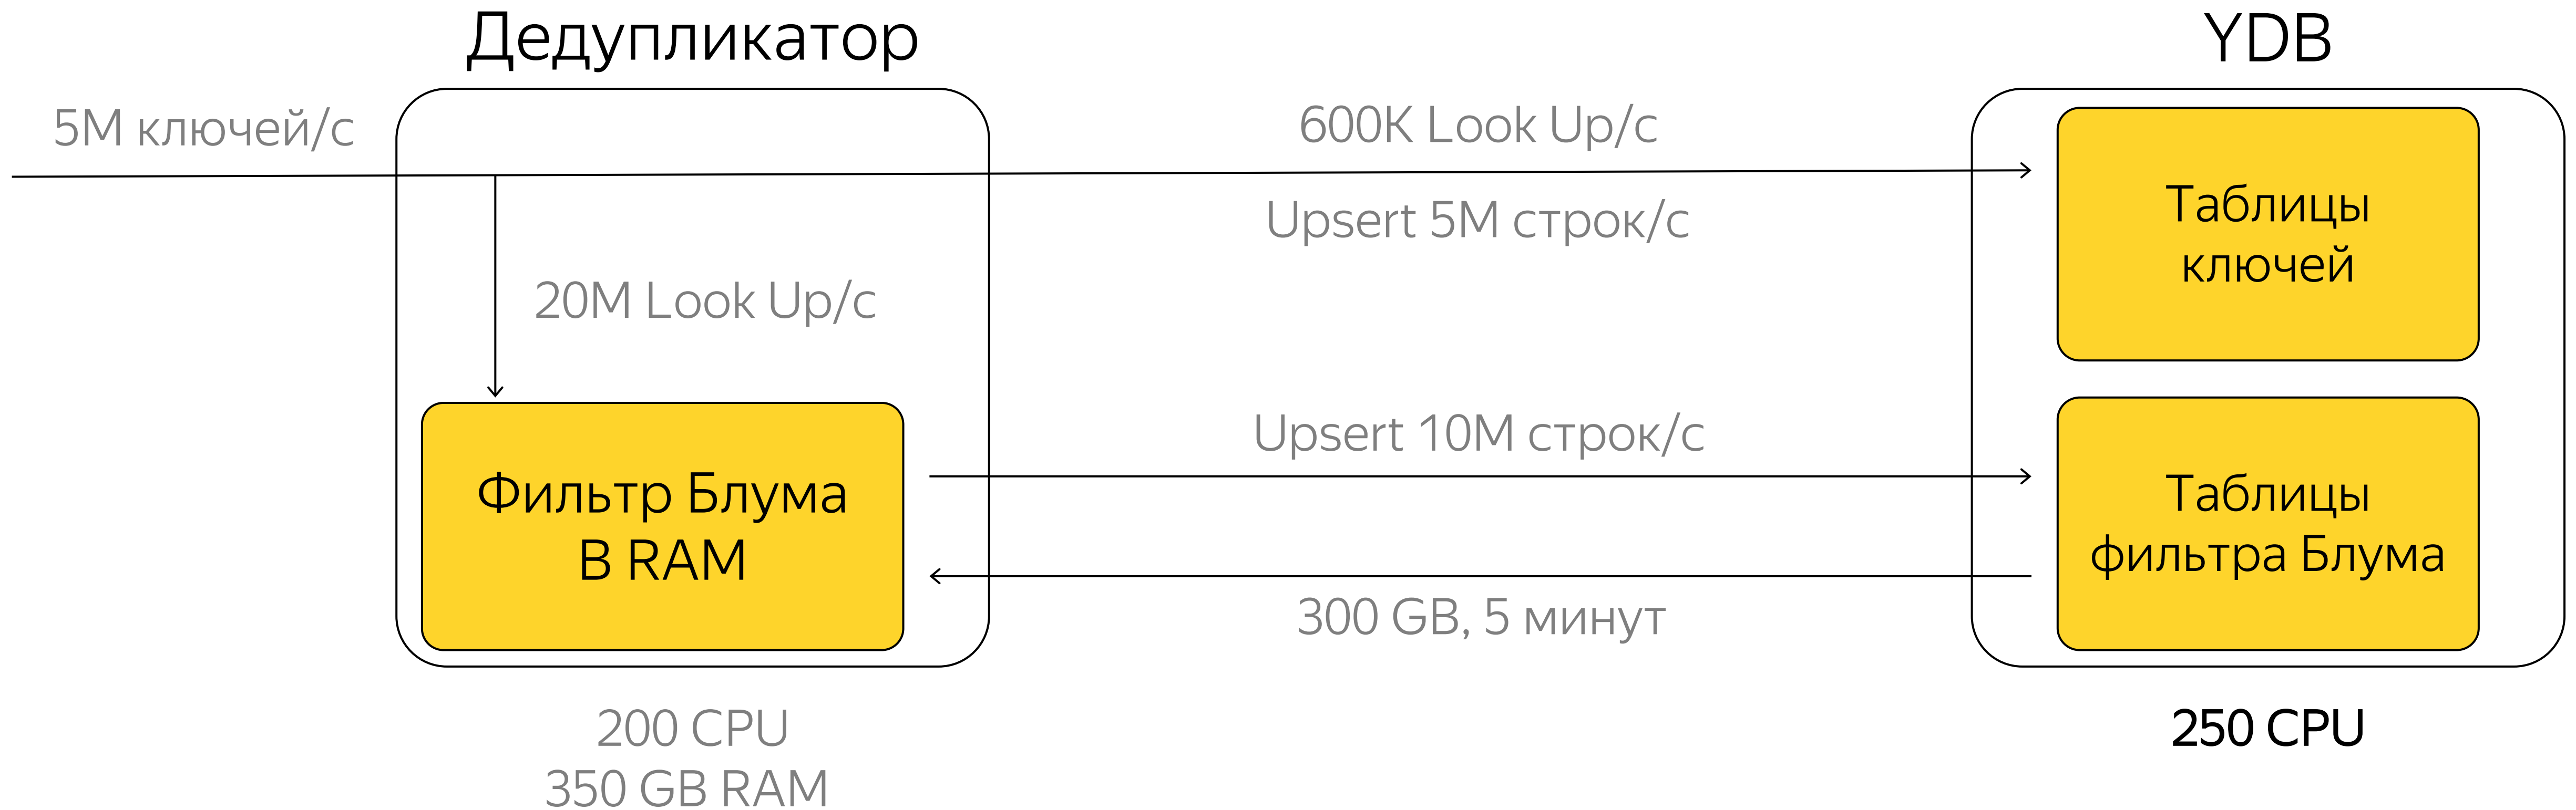 Дедупликатор
YDB
5М ключей/с
600K Look Up/с
Upsert 5M строк/с
20M Look Up/с
Таблицы
ключей
Фильтр Блума
В RAM
Upsert 10M строк/с
300 GB, 5 минут
Таблицы
фильтра Блума
200 CPU
350 GB RAM
250 CPU